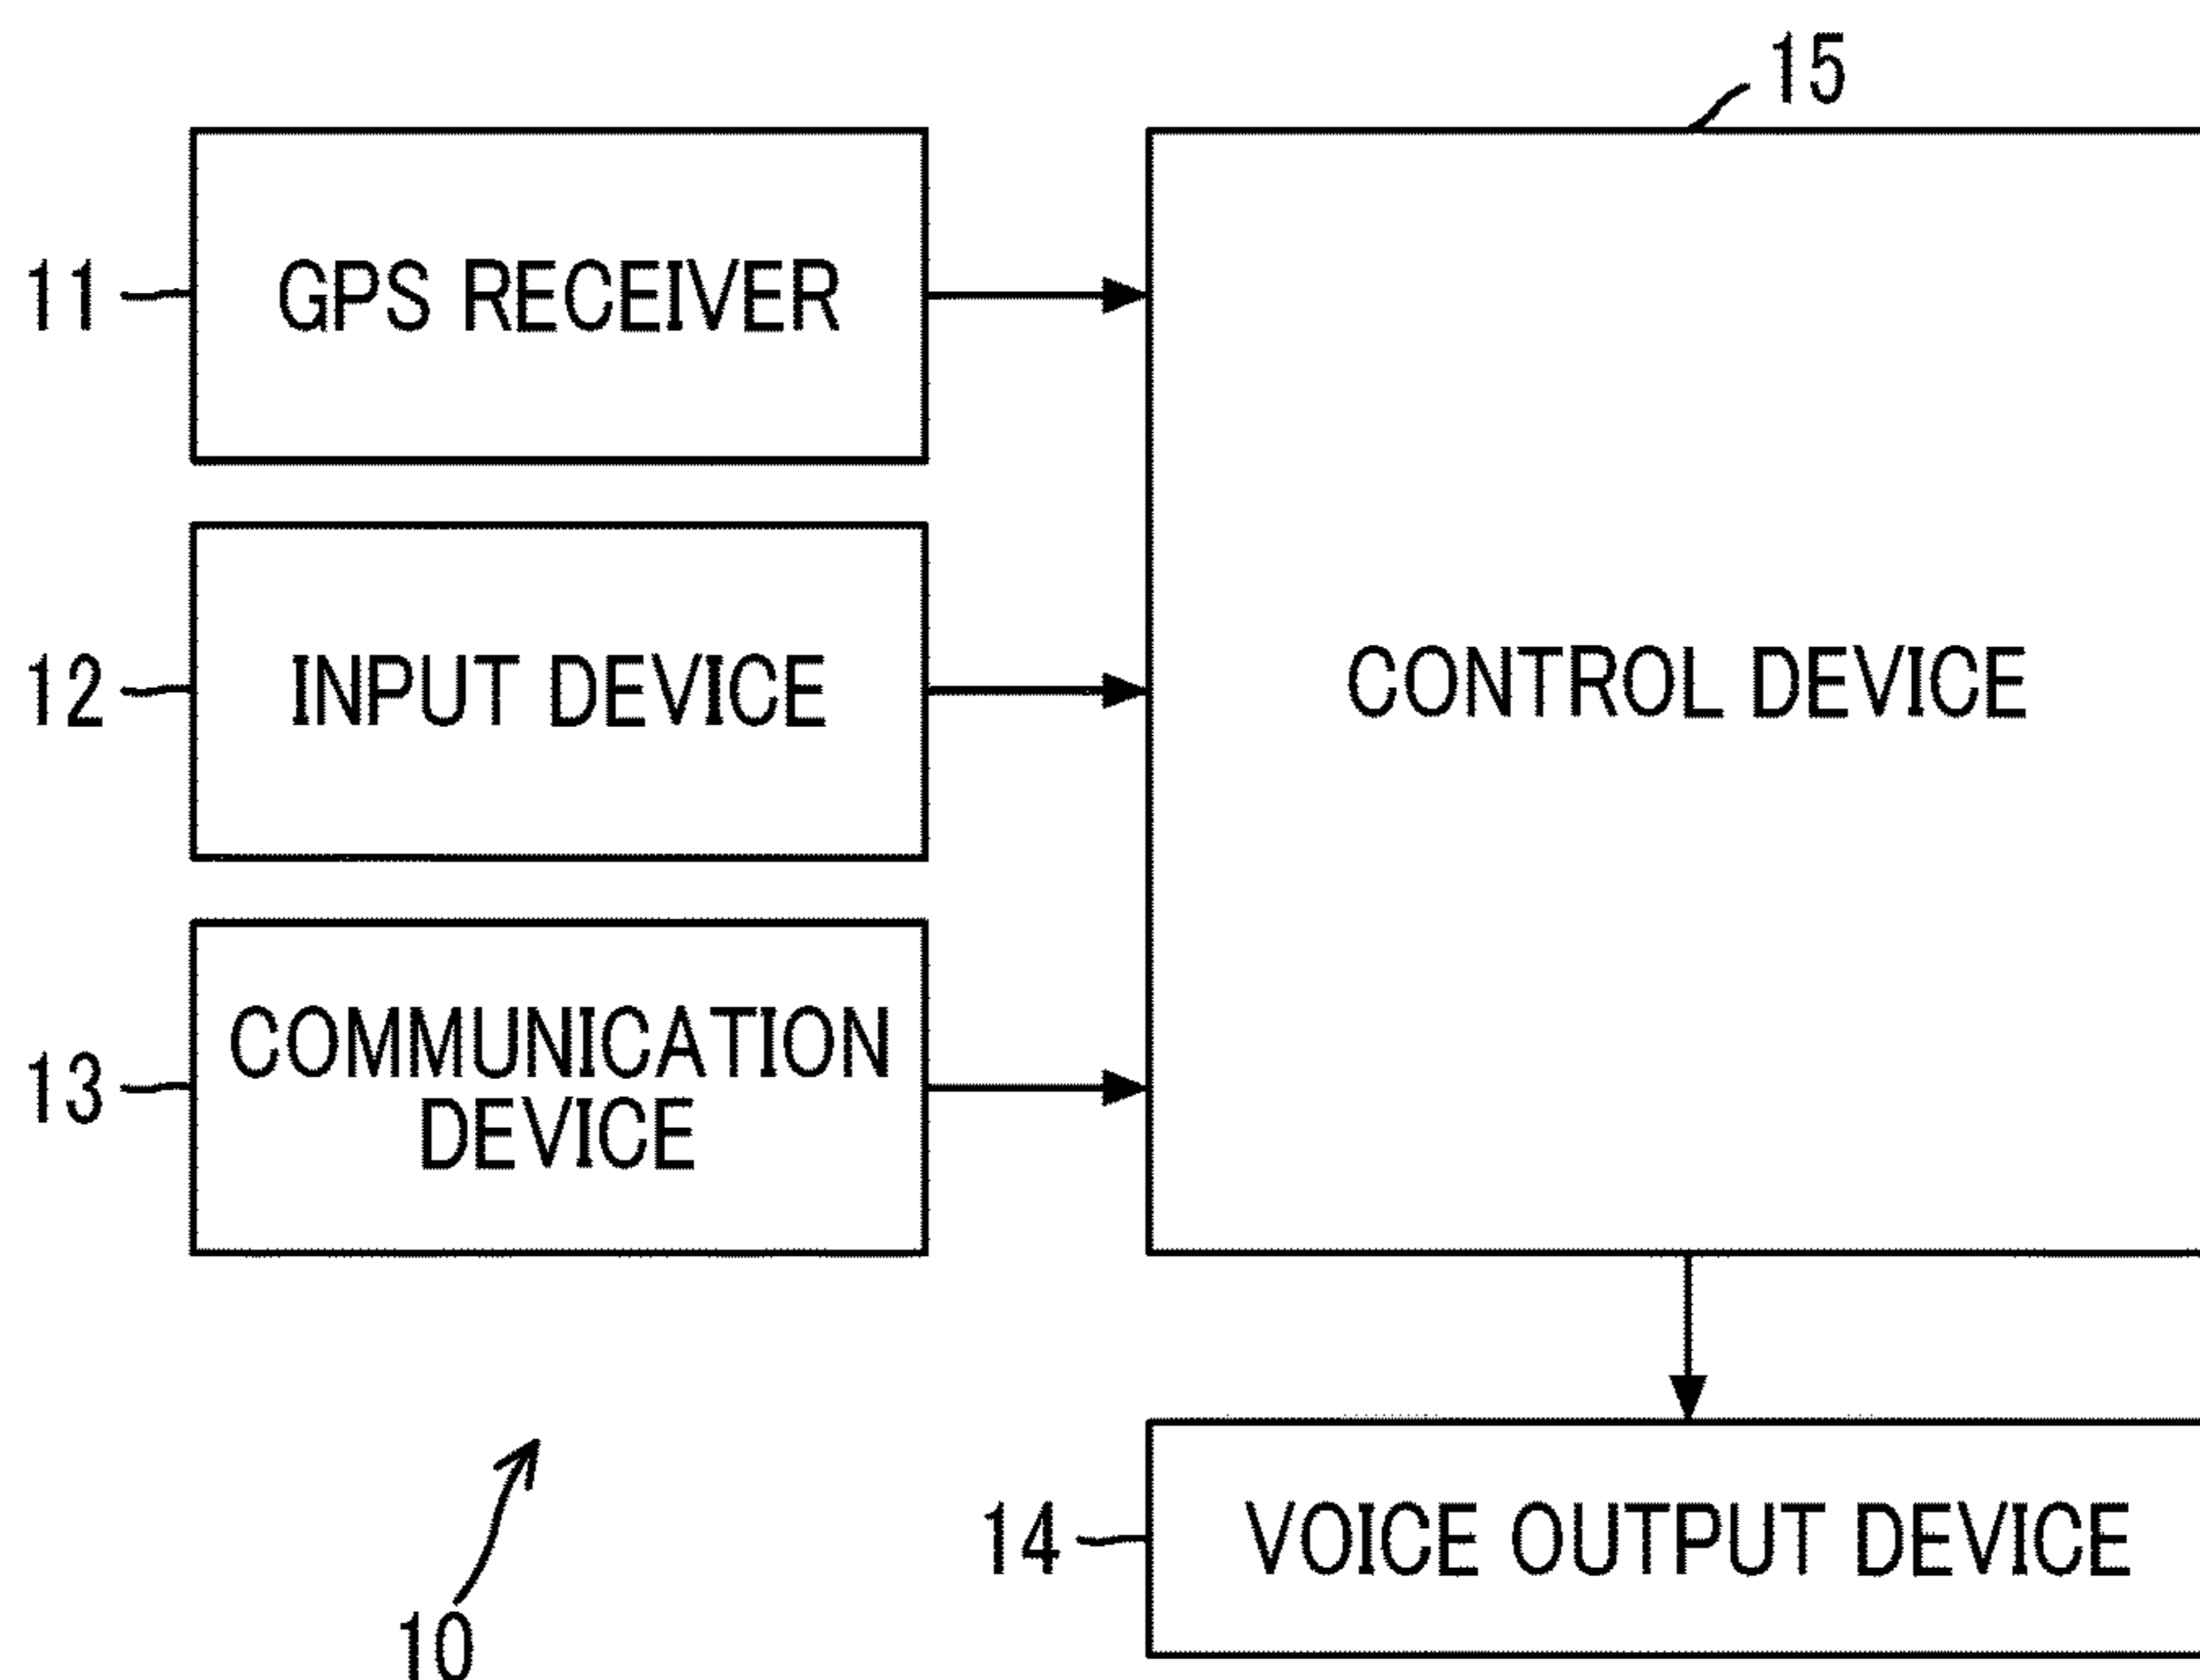 15
11
GPS RECEIVER
12
INPUT DEVICE
CONTROL DEVICE
13
COMMUNICATION
DEVICE
14
VOICE OUTPUT DEVICE
10